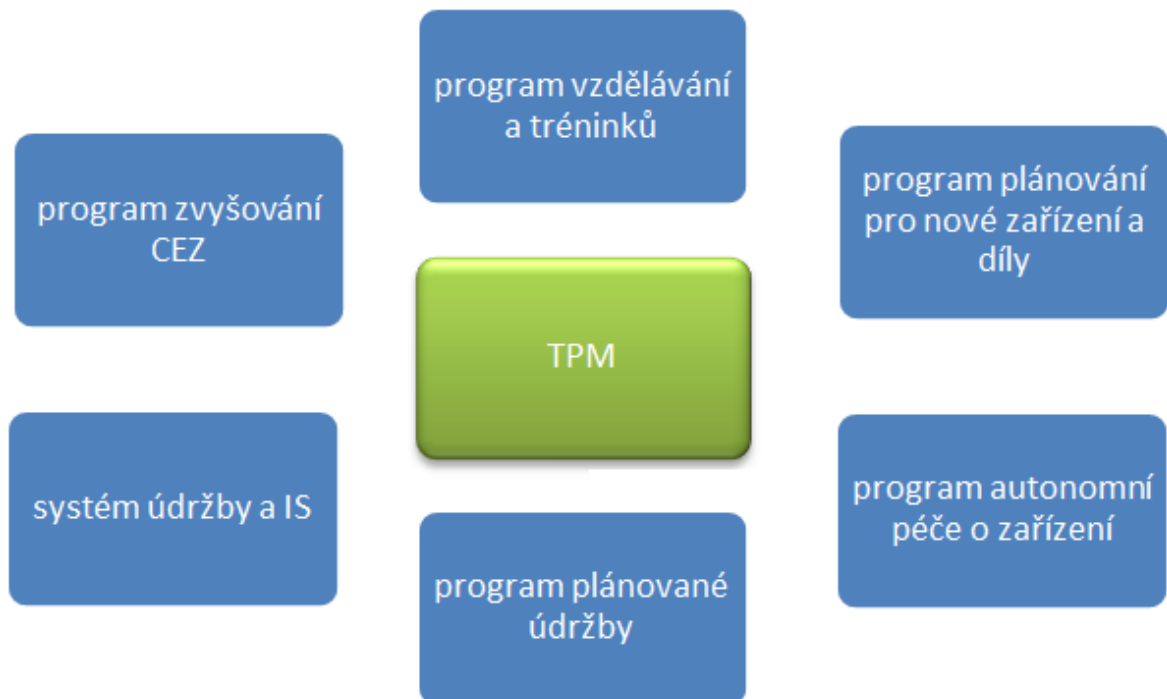 program vzdělávání
a tréninků
program zvyšování
CEZ
program plánování
pro nové zařízení a
díly
TPM
systém údržby a IS
program autonomní
péče o zařízení
program plánované
údržby